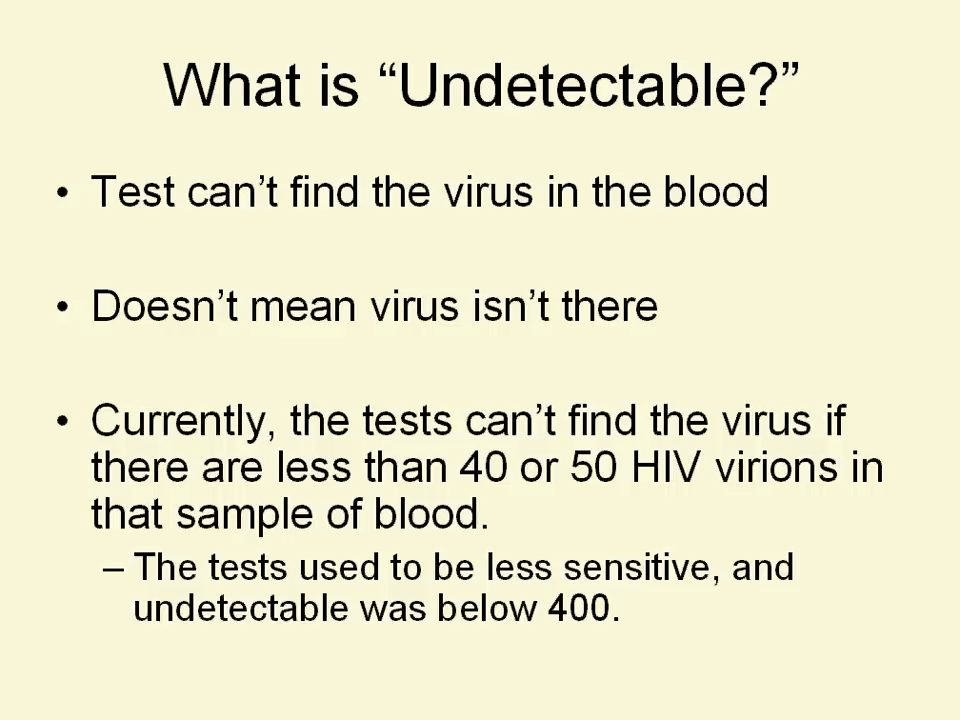 What is “Undetectable?”
• Test can’t find the virus in the blood
• Doesn’t mean virus isn’t there
• Currently, the tests can’t find the virus if
there are less than 40 or 50 HIV virions in
that sample of blood.
– The tests used to be less sensitive, and
undetectable was below 400.